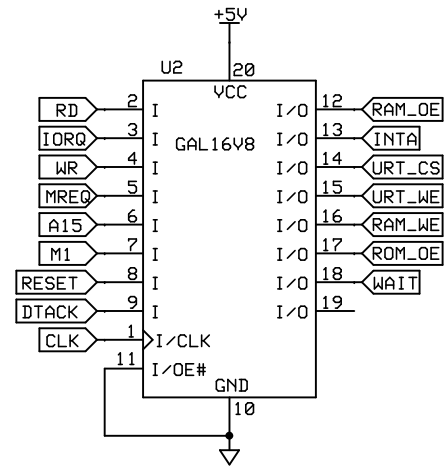 +5V
U2
20
VCC
RD 2 I I/O 12 RAM_OE
IORQ 3 I I/O 13 INTA
GAL16V8
WR 4 I I/O 14 URT_CS
MREQ 5 I I/O 15 URT_WE
A15 6 I I/O 16 RAM_WE
M1 7 I I/O 17 ROM_OE
RESET 8 I I/O 18 WAIT
DTACK 9 I I/O 19
CLK 1 I/CLK
11 I/OE#
GND
10